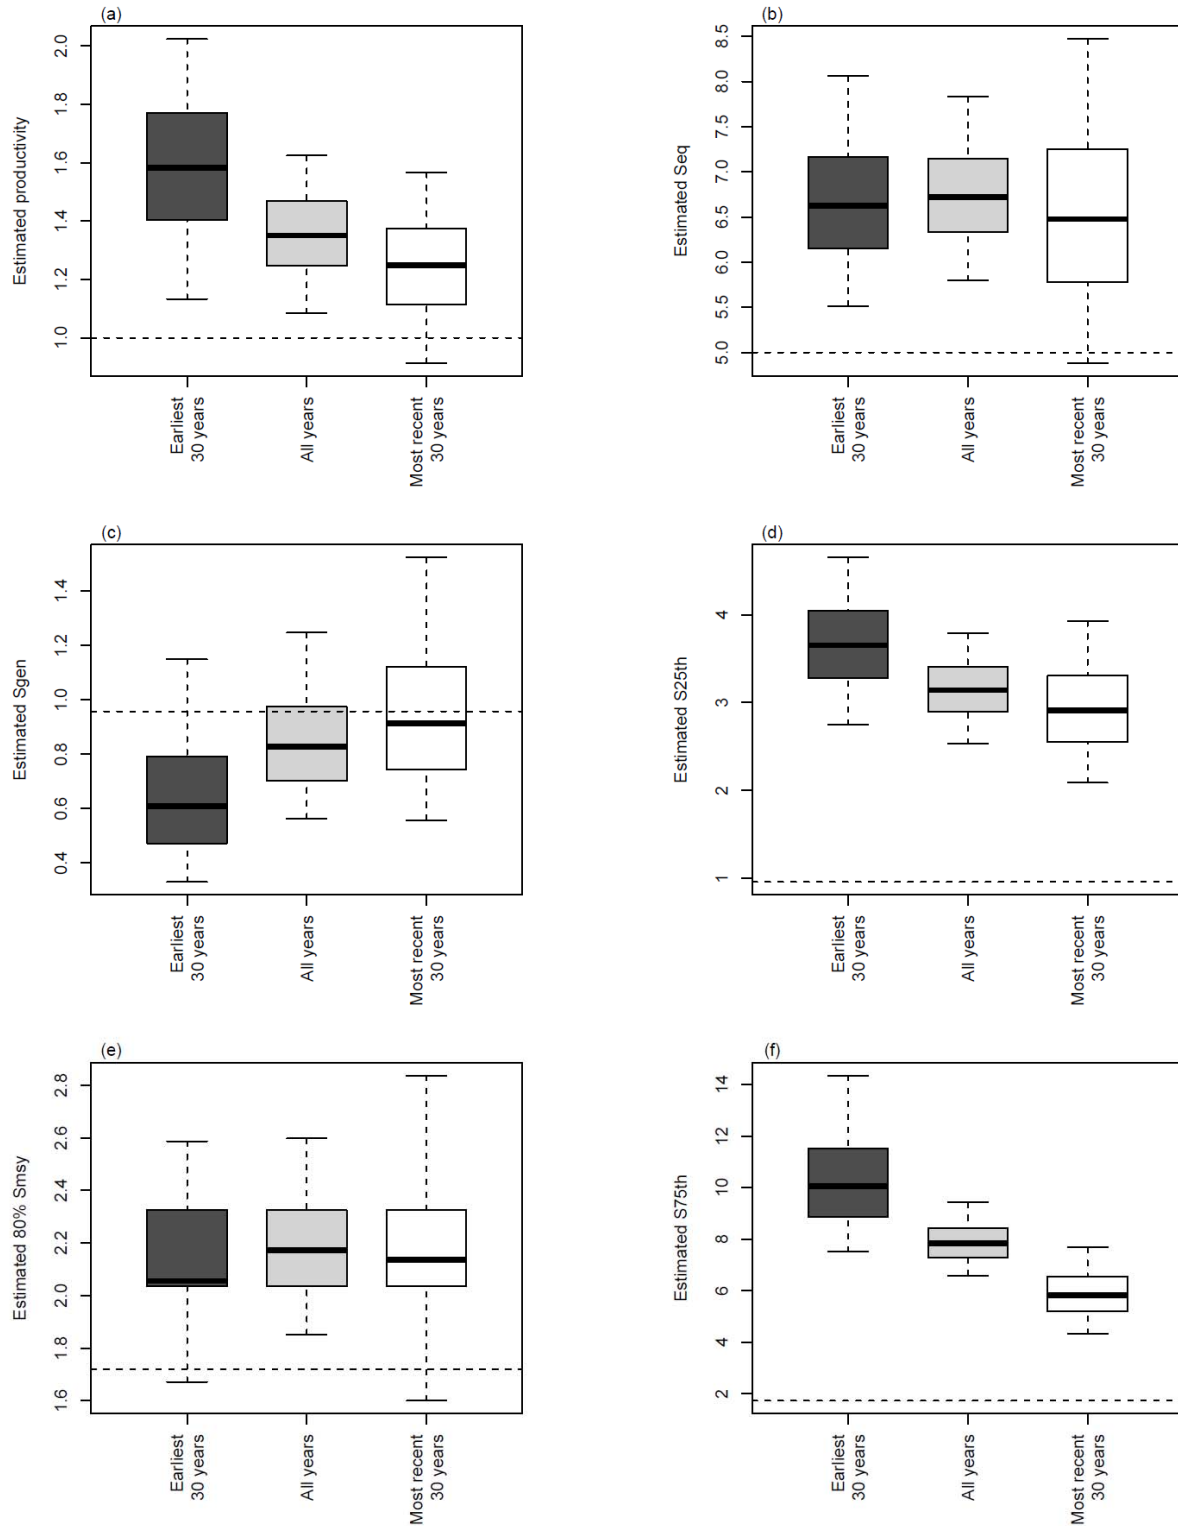 (a)
Estimated productivity
2.0
1.8
1.6
1.4
1.2
1.0
Earliest
30 years
All years
Most recent
30 years
(b)
Estimated Seq
8.5
8.0
7.5
7.0
6.5
6.0
5.5
5.0
Earliest
30 years
All years
Most recent
30 years
(c)
Estimated Sgen
1.4
1.2
1.0
0.8
0.6
0.4
Earliest
30 years
All years
Most recent
30 years
(d)
Estimated S25th
4
3
2
1
Earliest
30 years
All years
Most recent
30 years
(e)
Estimated 80% Smsy
2.8
2.6
2.4
2.2
2.0
1.8
1.6
Earliest
30 years
All years
Most recent
30 years
(f)
Estimated S75th
14
12
10
8
6
4
2
Earliest
30 years
All years
Most recent
30 years